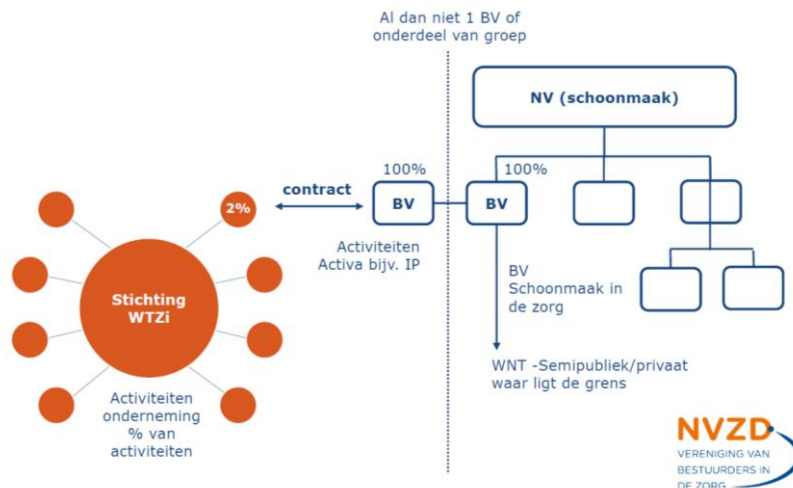 Al dan niet 1 BV of
onderdeel van groep
NV (schoonmaak)
100%
100%
2%
contract
BV
BV
Activiteiten
Activa bijv. IP
BV
Schoonmaak in
de zorg
Stichting
WTZi
WNT -Semipubliek/privaat
waar ligt de grens
Activiteiten
onderneming
% van
activiteiten
NVZD
VERENIGING VAN
BESTUURDERS IN
DE ZORG